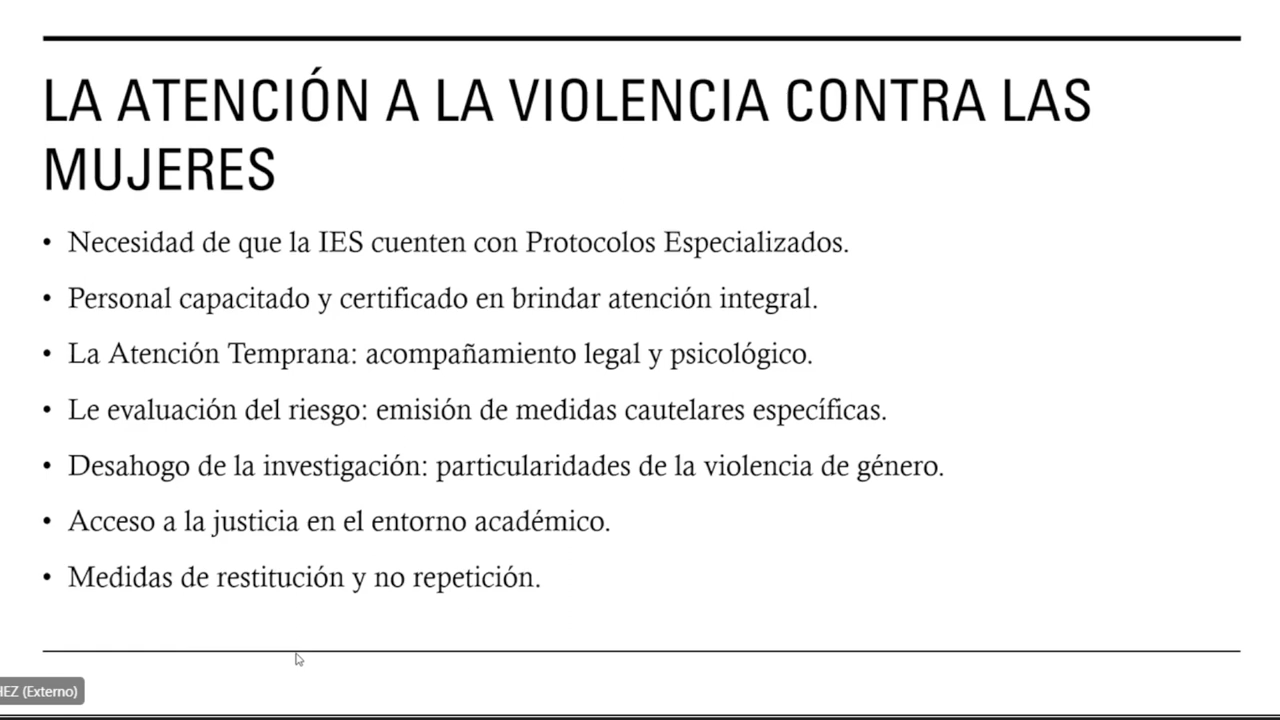 LA ATENCIÓN A LA VIOLENCIA CONTRA LAS
MUJERES
• Necesidad de que la IES cuenten con Protocolos Especializados.
• Personal capacitado y certificado en brindar atención integral.
• La Atención Temprana: acompañamiento legal y psicológico.
• Le evaluación del riesgo: emisión de medidas cautelares específicas.
• Desahogo de la investigación: particularidades de la violencia de género.
• Acceso a la justicia en el entorno académico.
• Medidas de restitución y no repetición.
HEZ (Externo)